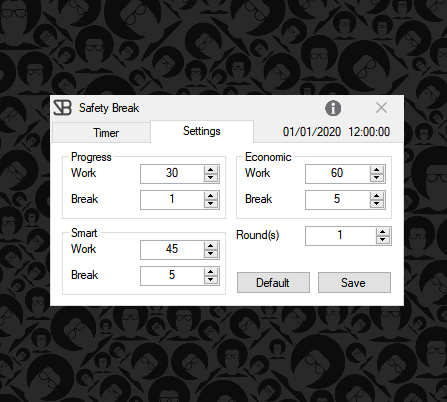 SB Safety Break i
Timer Settings 01/01/2020 12:00:00
Progress Economic
Work 30 Work 60
Break 1 Break 5
Smart Round(s) 1
Work 45
Break 5 Default Save